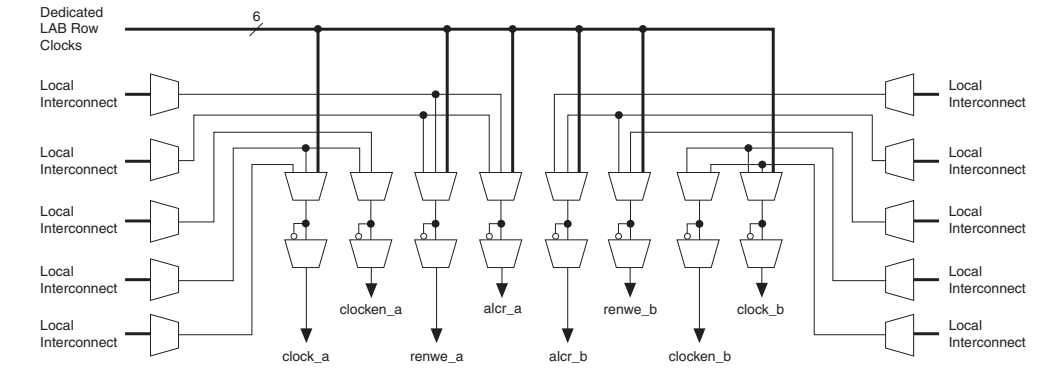 Dedicated
LAB Row
Clocks
6
Local
Interconnect
Local
Interconnect
Local
Interconnect
Local
Interconnect
Local
Interconnect
Local
Interconnect
Local
Interconnect
Local
Interconnect
Local
Interconnect
Local
Interconnect
clocken_a
alcr_a
renwe_b
clock_b
clock_a
renwe_a
alcr_b
clocken_b